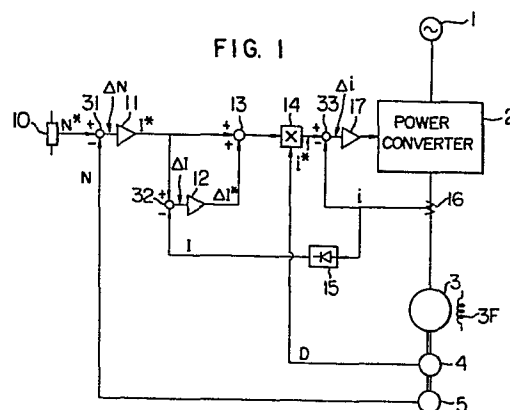 FIG. 1
1
31
ΔN
11
13
14
33
Δi
17
2
10
N*
+
-
I*
+
+
X
+
-
i*
POWER
CONVERTER
N
ΔI
12
+
-
32
ΔI*
i
16
I
15
3
3F
D
4
5